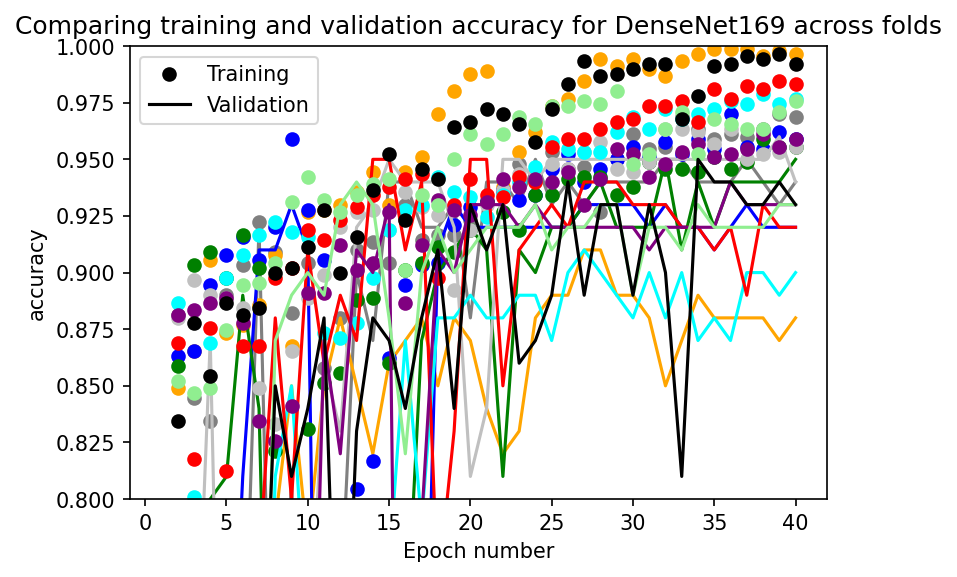 Comparing training and validation accuracy for DenseNet169 across folds
Training
Validation
accuracy
1.000
0.975
0.950
0.925
0.900
0.875
0.850
0.825
0.800
0 5 10 15 20 25 30 35 40
Epoch number